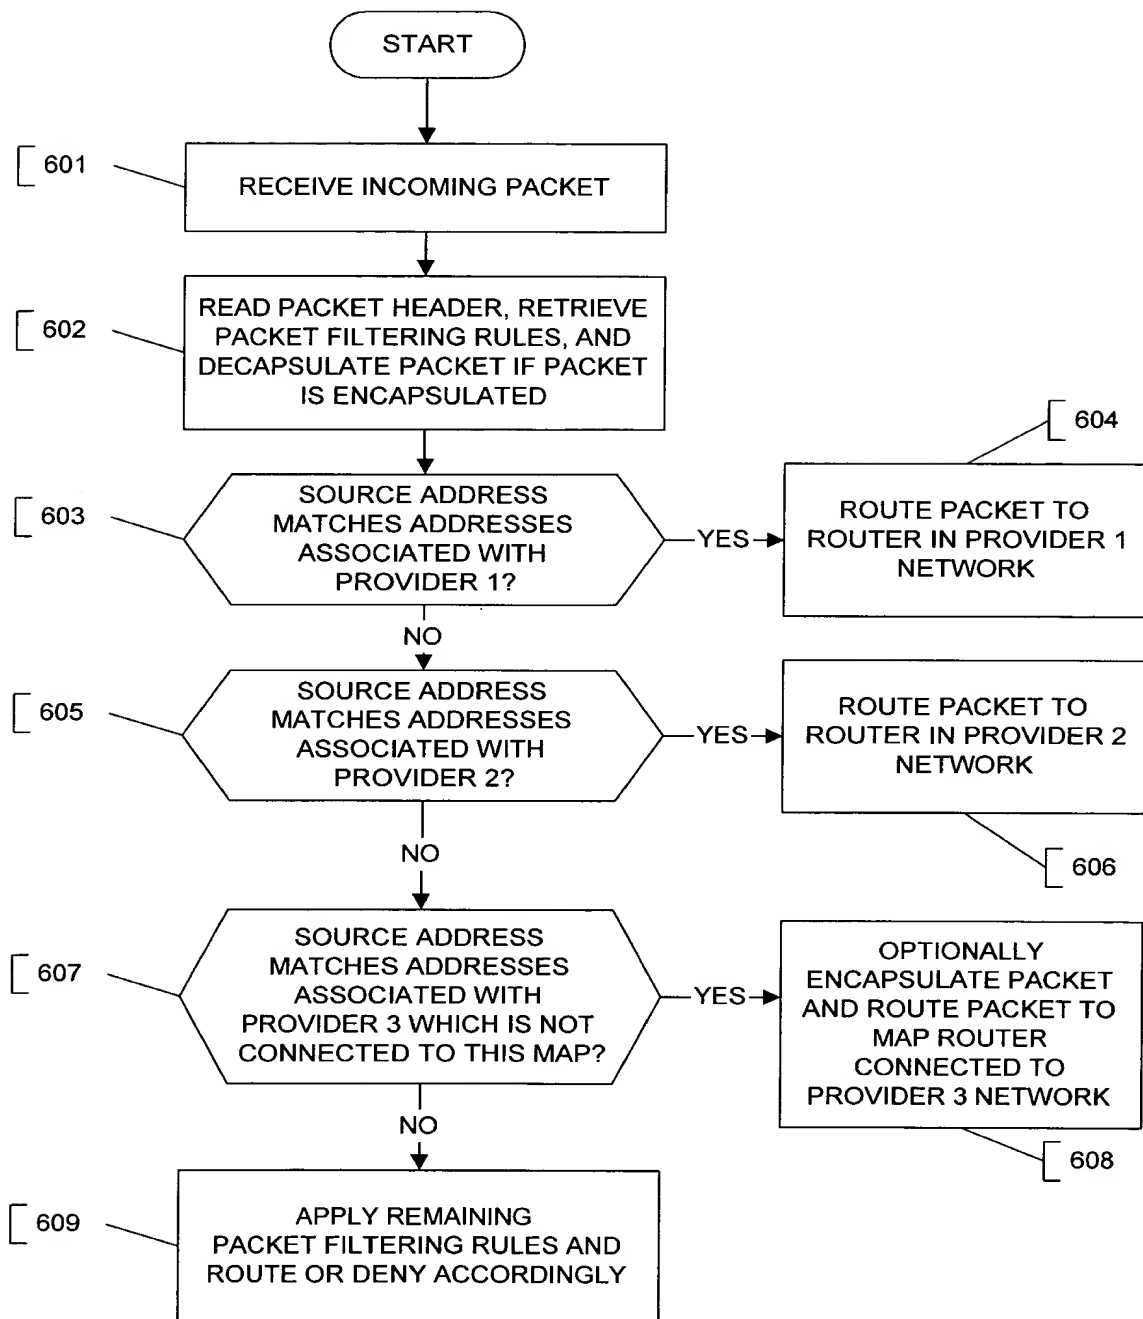 START
601
RECEIVE INCOMING PACKET
602
READ PACKET HEADER, RETRIEVE
PACKET FILTERING RULES, AND
DECAPSULATE PACKET IF PACKET
IS ENCAPSULATED
603
SOURCE ADDRESS
MATCHES ADDRESSES
ASSOCIATED WITH
PROVIDER 1?
YES
604
ROUTE PACKET TO
ROUTER IN PROVIDER 1
NETWORK
NO
605
SOURCE ADDRESS
MATCHES ADDRESSES
ASSOCIATED WITH
PROVIDER 2?
YES
ROUTE PACKET TO
ROUTER IN PROVIDER 2
NETWORK
606
NO
607
SOURCE ADDRESS
MATCHES ADDRESSES
ASSOCIATED WITH
PROVIDER 3 WHICH IS NOT
CONNECTED TO THIS MAP?
YES
OPTIONALLY
ENCAPSULATE PACKET
AND ROUTE PACKET TO
MAP ROUTER
CONNECTED TO
PROVIDER 3 NETWORK
608
NO
609
APPLY REMAINING
PACKET FILTERING RULES AND
ROUTE OR DENY ACCORDINGLY